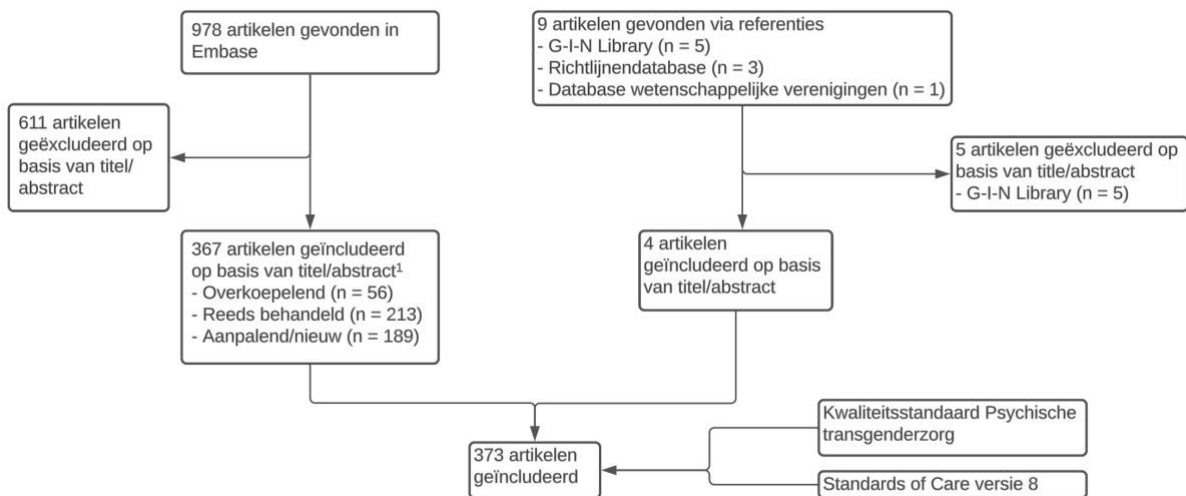 978 artikelen gevonden in
Embase
9 artikelen gevonden via referenties
- G-I-N Library (n = 5)
- Richtlijnendatabase (n = 3)
- Database wetenschappelijke verenigingen (n = 1)
611 artikelen
geëxcludeerd op
basis van titel/
abstract
5 artikelen geëxcludeerd op
basis van title/abstract
- G-I-N Library (n = 5)
367 artikelen geïncludeerd
op basis van titel/abstract¹
- Overkoepelend (n = 56)
- Reeds behandeld (n = 213)
- Aanpalend/nieuw (n = 189)
4 artikelen
geïncludeerd op basis
van titel/abstract
Kwaliteitsstandaard Psychische
transgenderzorg
373 artikelen
geïncludeerd
Standards of Care versie 8